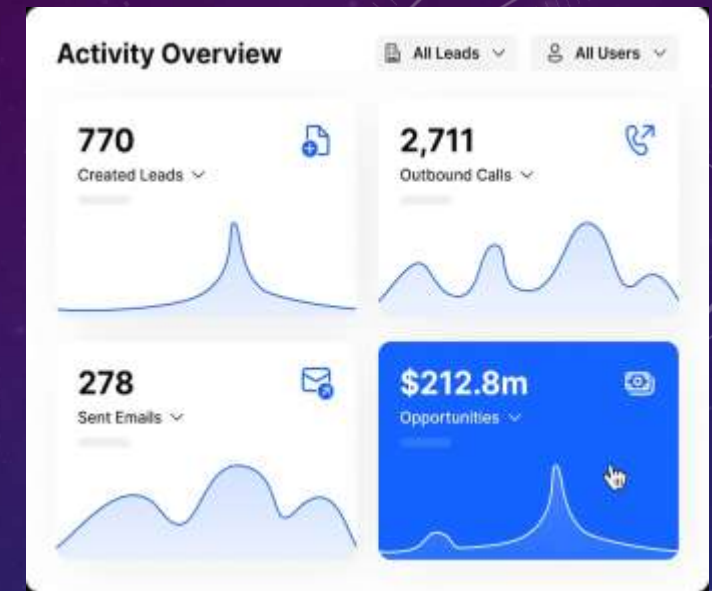 Activity Overview
All Leads
All Users
770
Created Leads
2,711
Outbound Calls
278
Sent Emails
$212.8m
Opportunities